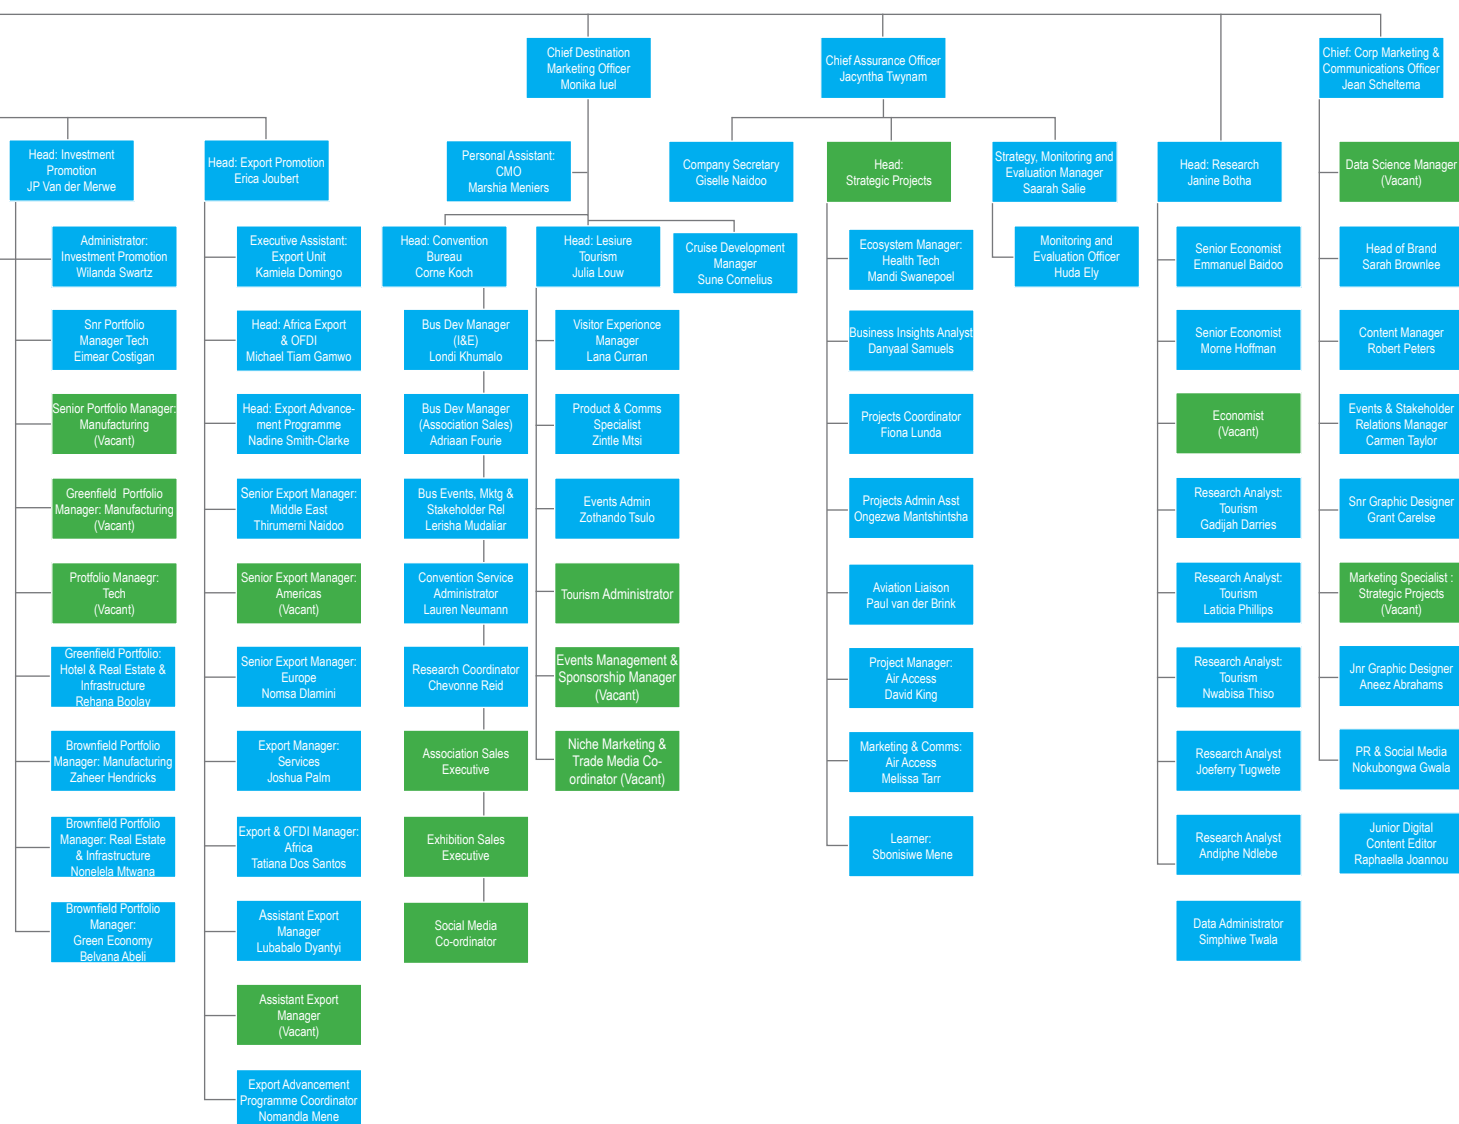 Chief Destination
Marketing Officer
Monika Iuel
Chief Assurance Officer
Jacyntha Twynam
Chief: Corp Marketing &
Communications Officer
Jean Scheltema
Head: Investment
Promotion
JP Van der Merwe
Head: Export Promotion
Erica Joubert
Personal Assistant:
CMO
Marshia Meniers
Company Secretary
Giselle Naidoo
Head:
Strategic Projects
Strategy, Monitoring and
Evaluation Manager
Saarah Salie
Head: Research
Janine Botha
Data Science Manager
(Vacant)
Administrator:
Investment Promotion
Wilanda Swartz
Snr Portfolio
Manager Tech
Eimear Costigan
Senior Portfolio Manager:
Manufacturing
(Vacant)
Greenfield Portfolio
Manager: Manufacturing
(Vacant)
Protfolio Manaegr:
Tech
(Vacant)
Greenfield Portfolio:
Hotel & Real Estate &
Infrastructure
Rehana Boolay
Brownfield Portfolio
Manager: Manufacturing
Zaheer Hendricks
Brownfield Portfolio
Manager: Real Estate
& Infrastructure
Nonelela Mtwana
Brownfield Portfolio
Manager:
Green Economy
Belvana Abeli
Executive Assistant:
Export Unit
Kamiela Domingo
Head: Africa Export
& OFDI
Michael Tiam Gamwo
Head: Export Advance-
ment Programme
Nadine Smith-Clarke
Senior Export Manager:
Middle East
Thirumerni Naidoo
Senior Export Manager:
Americas
(Vacant)
Senior Export Manager:
Europe
Nomsa Dlamini
Export Manager:
Services
Joshua Palm
Export & OFDI Manager:
Africa
Tatiana Dos Santos
Assistant Export
Manager
Lubabalo Dyantyi
Assistant Export
Manager
(Vacant)
Export Advancement
Programme Coordinator
Nomandla Mene
Head: Convention
Bureau
Corne Koch
Bus Dev Manager
(I&E)
Londi Khumalo
Bus Dev Manager
(Association Sales)
Adriaan Fourie
Bus Events, Mktg &
Stakeholder Rel
Lerisha Mudaliar
Convention Service
Administrator
Lauren Neumann
Research Coordinator
Chevonne Reid
Association Sales
Executive
Exhibition Sales
Executive
Social Media
Co-ordinator
Head: Lesiure
Tourism
Julia Louw
Visitor Experionce
Manager
Lana Curran
Product & Comms
Specialist
Zintle Mtsi
Events Admin
Zothando Tsulo
Tourism Administrator
Events Management &
Sponsorship Manager
(Vacant)
Niche Marketing &
Trade Media Co-
ordinator (Vacant)
Cruise Development
Manager
Sune Cornelius
Ecosystem Manager:
Health Tech
Mandi Swanepoel
Business Insights Analyst
Danyaal Samuels
Projects Coordinator
Fiona Lunda
Projects Admin Asst
Ongezwa Mantshintsha
Aviation Liaison
Paul van der Brink
Project Manager:
Air Access
David King
Marketing & Comms:
Air Access
Melissa Tarr
Learner:
Sbonisiwe Mene
Monitoring and
Evaluation Officer
Huda Ely
Senior Economist
Emmanuel Baidoo
Senior Economist
Morne Hoffman
Economist
(Vacant)
Research Analyst:
Tourism
Gadijah Darries
Research Analyst:
Tourism
Laticia Phillips
Research Analyst:
Tourism
Nwabisa Thiso
Research Analyst
Joeferry Tugwete
Research Analyst
Andiphe Ndlebe
Data Administrator
Simphiwe Twala
Head of Brand
Sarah Brownlee
Content Manager
Robert Peters
Events & Stakeholder
Relations Manager
Carmen Taylor
Snr Graphic Designer
Grant Carelse
Marketing Specialist :
Strategic Projects
(Vacant)
Jnr Graphic Designer
Aneez Abrahams
PR & Social Media
Nokubongwa Gwala
Junior Digital
Content Editor
Raphaella Joannou